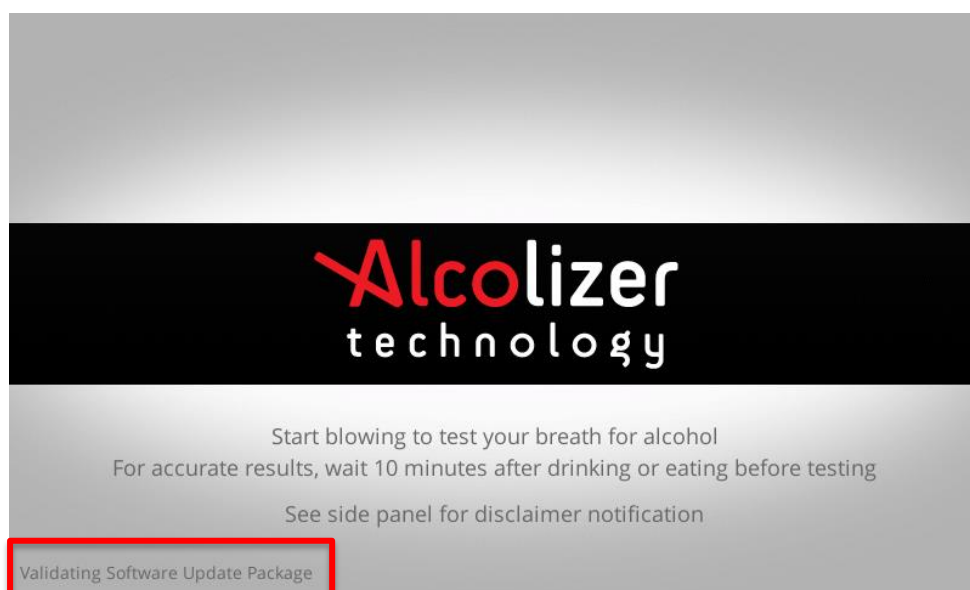 Alcolizer
technology
Start blowing to test your breath for alcohol
For accurate results, wait 10 minutes after drinking or eating before testing
See side panel for disclaimer notification
Validating Software Update Package